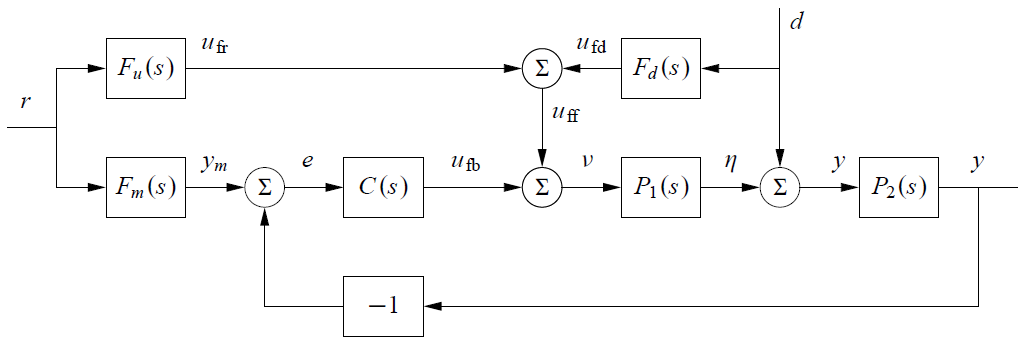 d
u_fr
u_fd
F_u(s)
Σ
F_d(s)
r
u_ff
y_m
e
u_fb
ν
η
y
y
F_m(s)
Σ
C(s)
Σ
P_1(s)
Σ
P_2(s)
−1